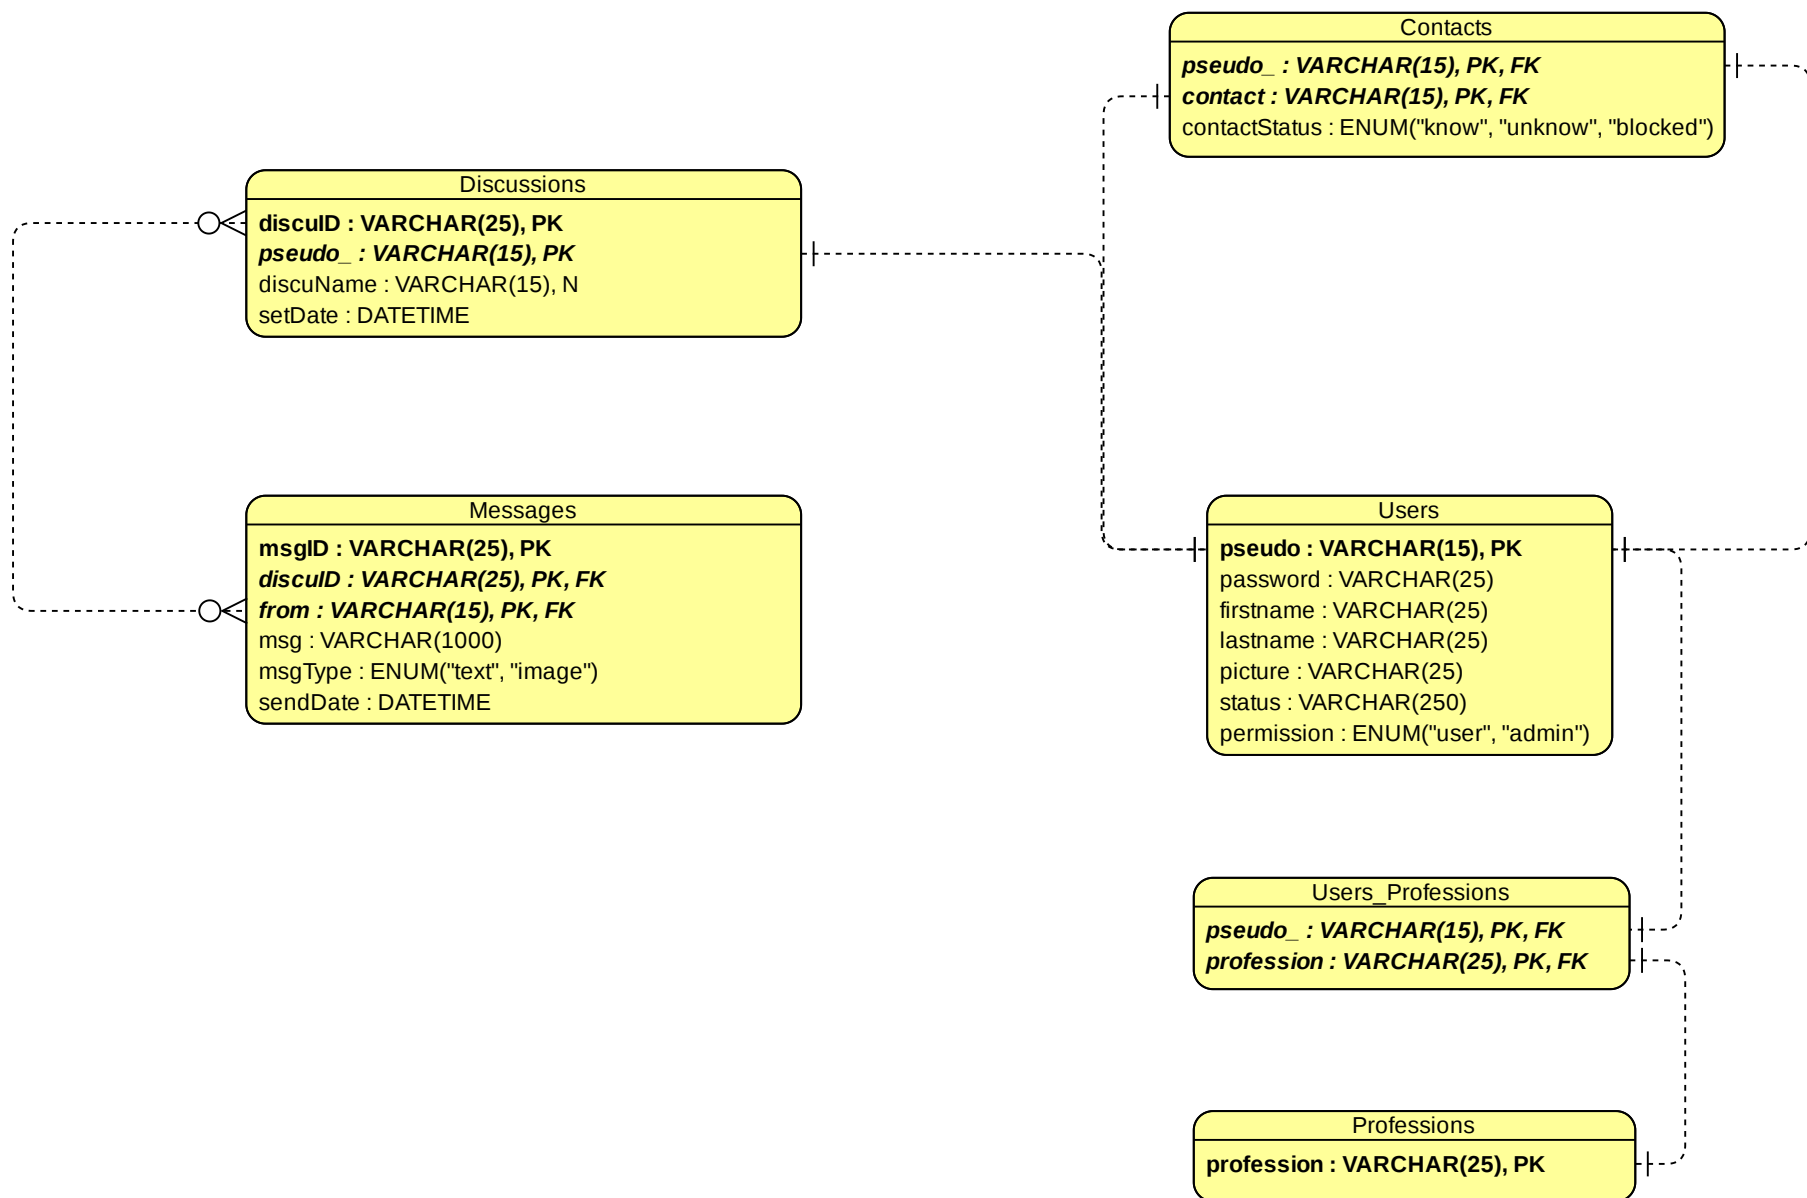 Contacts
pseudo_ : VARCHAR(15), PK, FK
contact : VARCHAR(15), PK, FK
contactStatus : ENUM("know", "unknow", "blocked")
Discussions
discuID : VARCHAR(25), PK
pseudo_ : VARCHAR(15), PK
discuName : VARCHAR(15), N
setDate : DATETIME
Messages
msgID : VARCHAR(25), PK
discuID : VARCHAR(25), PK, FK
from : VARCHAR(15), PK, FK
msg : VARCHAR(1000)
msgType : ENUM("text", "image")
sendDate : DATETIME
Users
pseudo : VARCHAR(15), PK
password : VARCHAR(25)
firstname : VARCHAR(25)
lastname : VARCHAR(25)
picture : VARCHAR(25)
status : VARCHAR(250)
permission : ENUM("user", "admin")
Users_Professions
pseudo_ : VARCHAR(15), PK, FK
profession : VARCHAR(25), PK, FK
Professions
profession : VARCHAR(25), PK